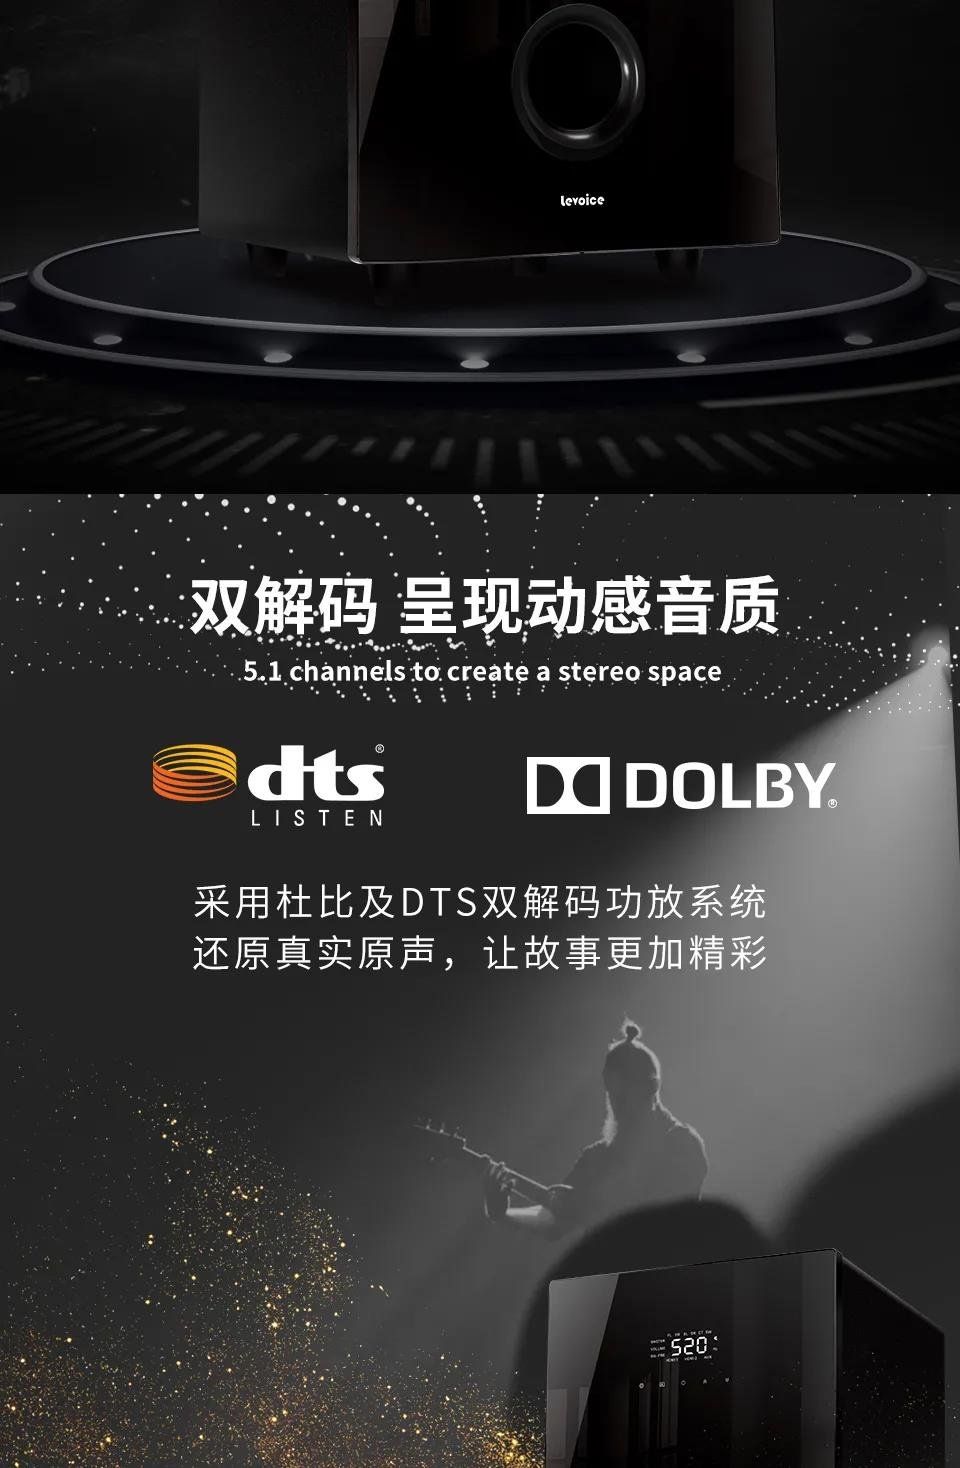 levoice
双解码 呈现动感音质
5.1 channels to create a stereo space
dts®
LISTEN
DOLBY®
采用杜比及DTS双解码功放系统
还原真实原声，让故事更加精彩
520